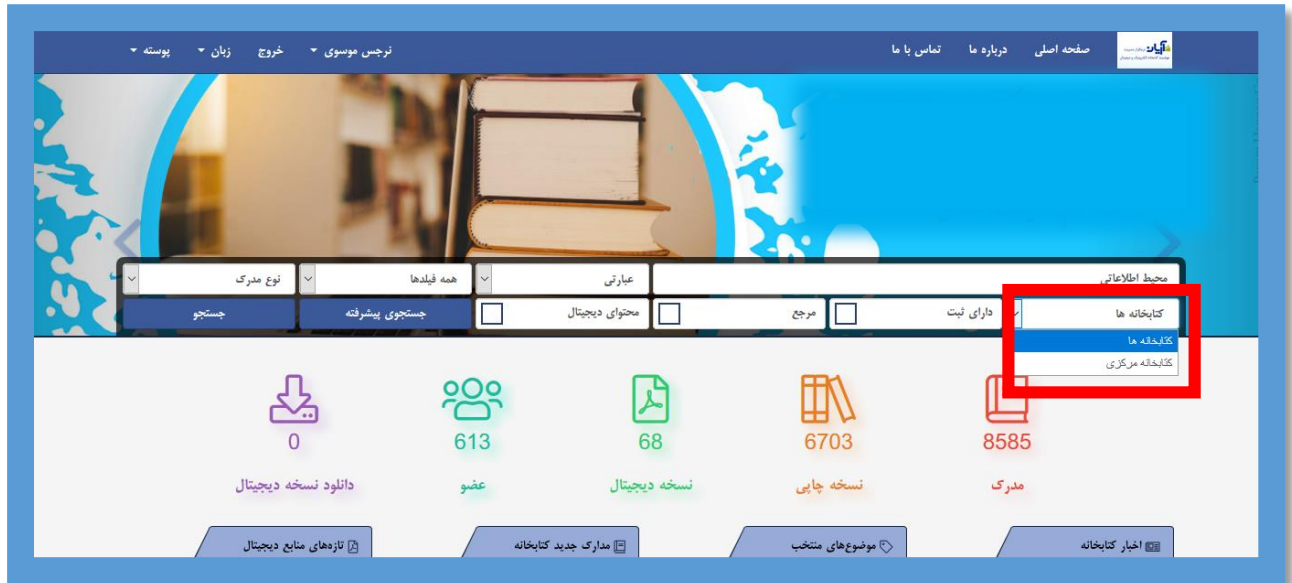 آپان صفحه اصلی درباره ما تماس با ما نرجس موسوی خروج زبان پوسته
محیط اطلاعاتی عبارتی همه فیلدها نوع مدرک
کتابخانه ها دارای ثبت مرجع محتوای دیجیتال جستجوی پیشرفته جستجو
کتابخانه ها
کتابخانه مرکزی
8585 6703 68 613 0
مدرک نسخه چاپی نسخه دیجیتال عضو دانلود نسخه دیجیتال
اخبار کتابخانه موضوع‌های منتخب مدارک جدید کتابخانه تازه‌های منابع دیجیتال